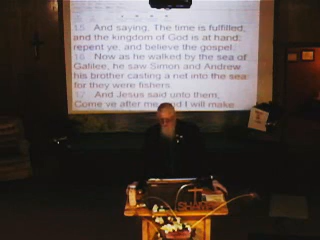 15 And saying, The time is fulfilled,
and the kingdom of God is at hand:
repent ye, and believe the gospel.
16 Now as he walked by the sea of
Galilee, he saw Simon and Andrew
his brother casting a net into the sea:
for they were fishers.
17 And Jesus said unto them,
Come ye after me, and I will make